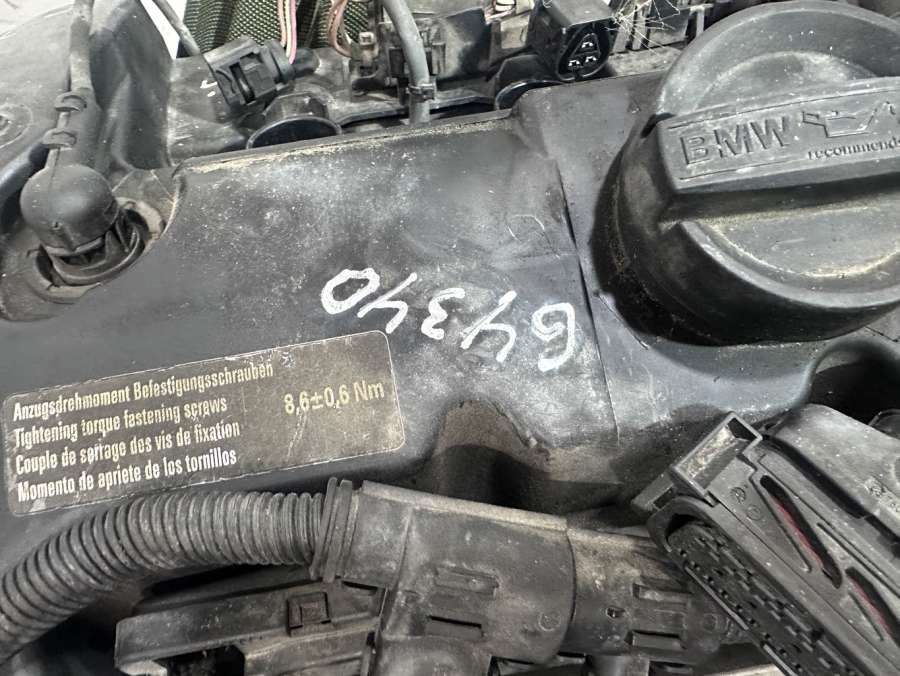 BMW
recommends
64340
Anzugsdrehmoment Befestigungsschrauben
Tightening torque fastening screws
Couple de serrage des vis de fixation
Momento de apriete de los tornillos
8,6±0,6 Nm